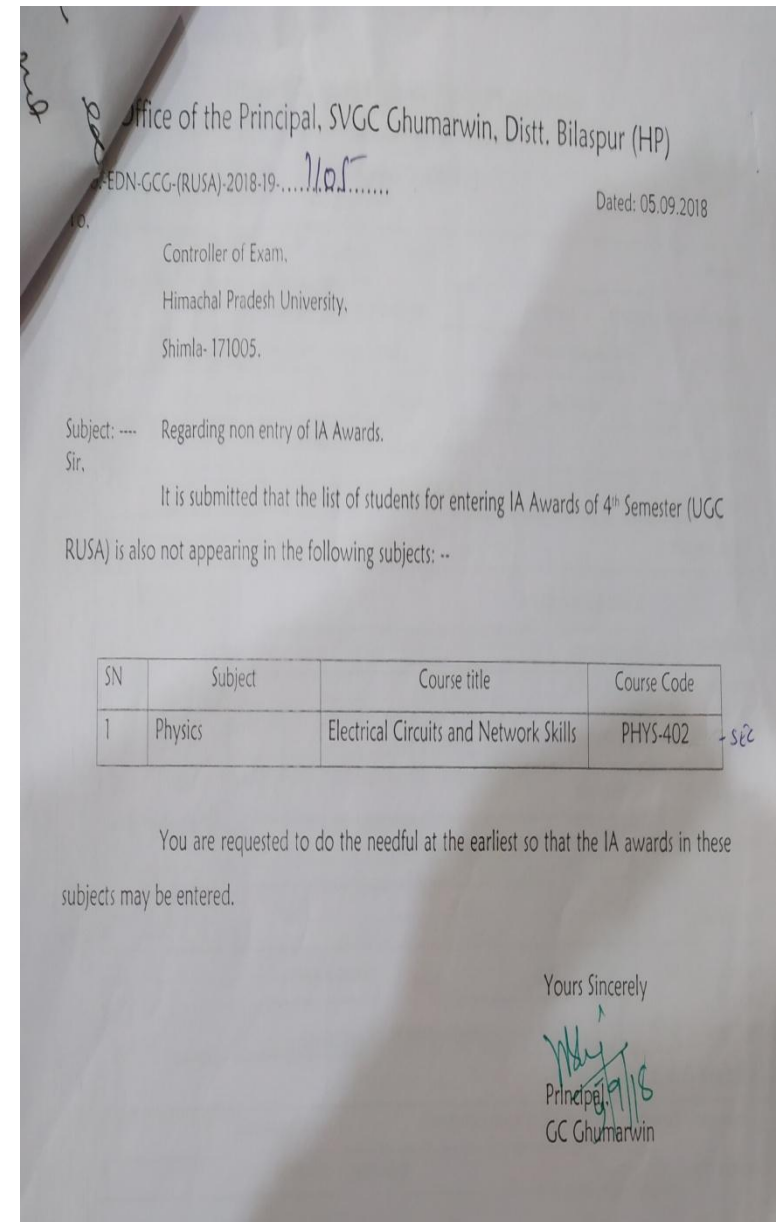 Office of the Principal, SVGC Ghumarwin, Distt. Bilaspur (HP)
-EDN-GCG-(RUSA)-2018-19-....1105.......
Dated: 05.09.2018
To,
Controller of Exam,
Himachal Pradesh University,
Shimla- 171005.
Subject: ---- Regarding non entry of IA Awards.
Sir,
It is submitted that the list of students for entering IA Awards of 4th Semester (UGC
RUSA) is also not appearing in the following subjects: --
SN Subject Course title Course Code
1 Physics Electrical Circuits and Network Skills PHYS-402 - SEC
You are requested to do the needful at the earliest so that the IA awards in these
subjects may be entered.
Yours Sincerely
Principal,
GC Ghumarwin